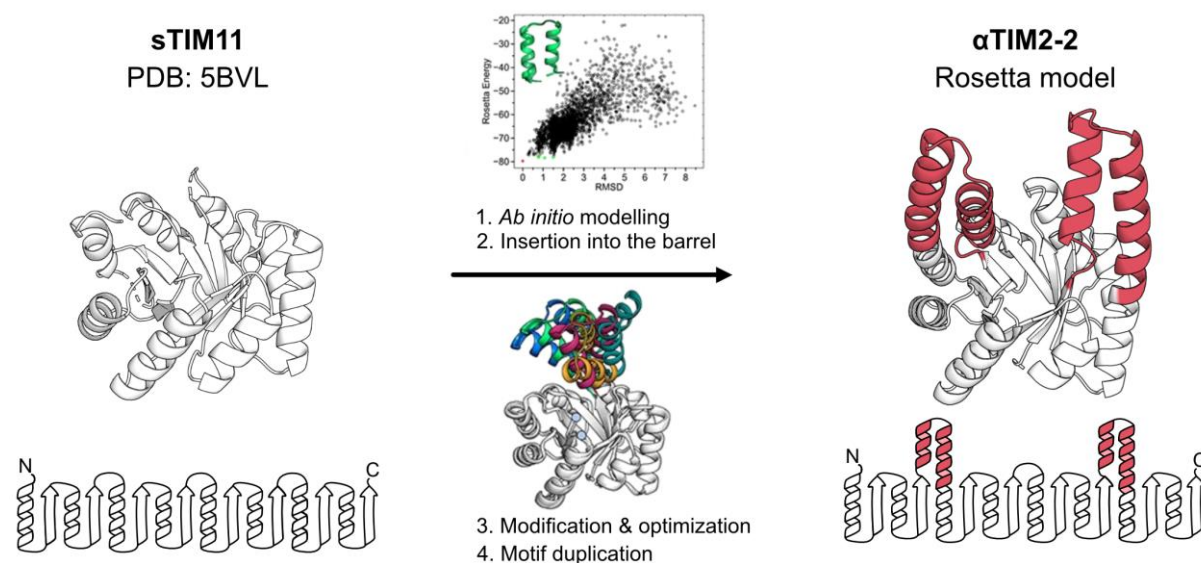 sTIM11
PDB: 5BVL
Rosetta Energy
−20
−30
−40
−50
−60
−70
−80
0
1
2
3
4
5
6
7
8
RMSD
1. Ab initio modelling
2. Insertion into the barrel
3. Modification & optimization
4. Motif duplication
αTIM2-2
Rosetta model
N
C
N
C